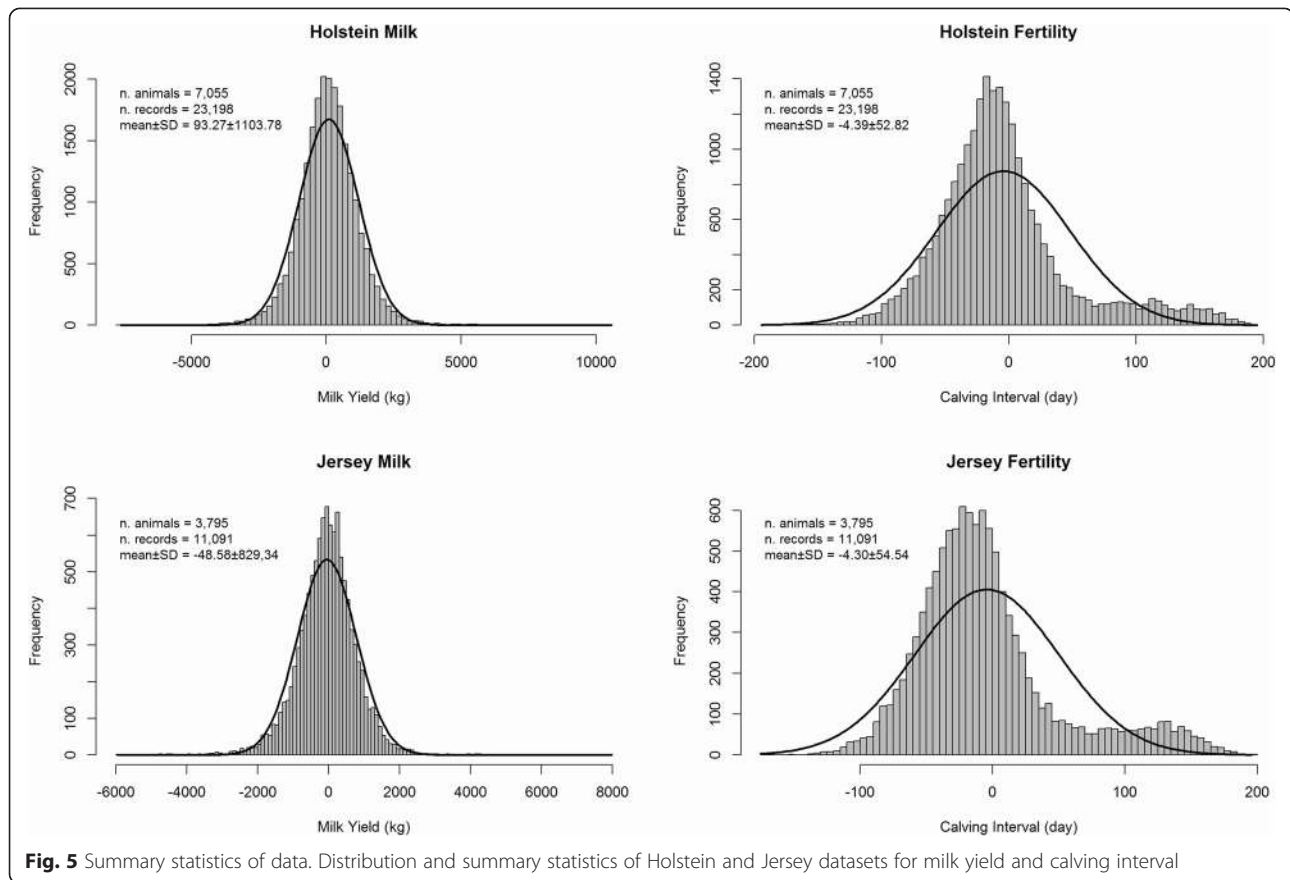 Holstein Milk
n. animals = 7,055
n. records = 23,198
mean±SD = 93.27±1103.78
Frequency
0 500 1000 1500 2000
-5000 0 5000 10000
Milk Yield (kg)
Holstein Fertility
n. animals = 7,055
n. records = 23,198
mean±SD = -4.39±52.82
Frequency
0 200 600 1000 1400
-200 -100 0 100 200
Calving Interval (day)
Jersey Milk
n. animals = 3,795
n. records = 11,091
mean±SD = -48.58±829,34
Frequency
0 100 300 500 700
-6000 -4000 -2000 0 2000 4000 6000 8000
Milk Yield (kg)
Jersey Fertility
n. animals = 3,795
n. records = 11,091
mean±SD = -4.30±54.54
Frequency
0 100 200 300 400 500 600
-100 0 100 200
Calving Interval (day)
Fig. 5 Summary statistics of data. Distribution and summary statistics of Holstein and Jersey datasets for milk yield and calving interval